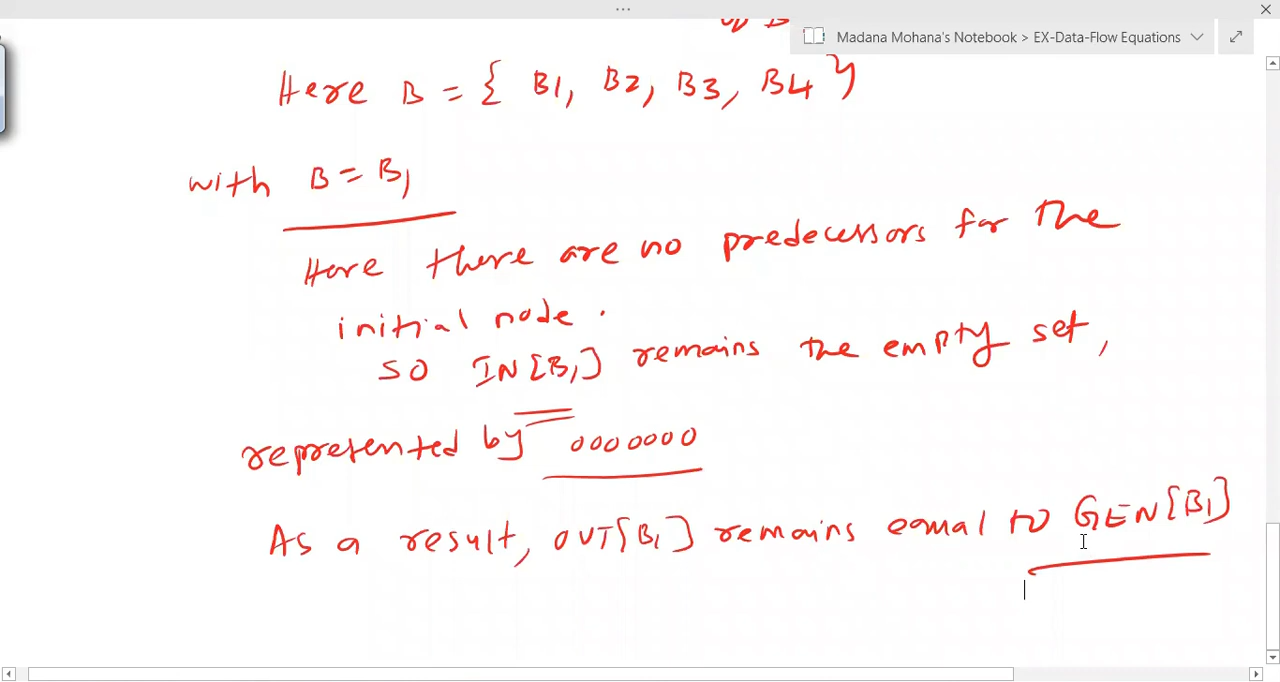 Madana Mohana's Notebook > EX-Data-Flow Equations
of B
Here B = { B1, B2, B3, B4 }
with B = B1
Here there are no predecessors for the
initial node.
so IN[B1] remains the empty set,
represented by 0000000
As a result, OUT[B1] remains equal to GEN[B1]